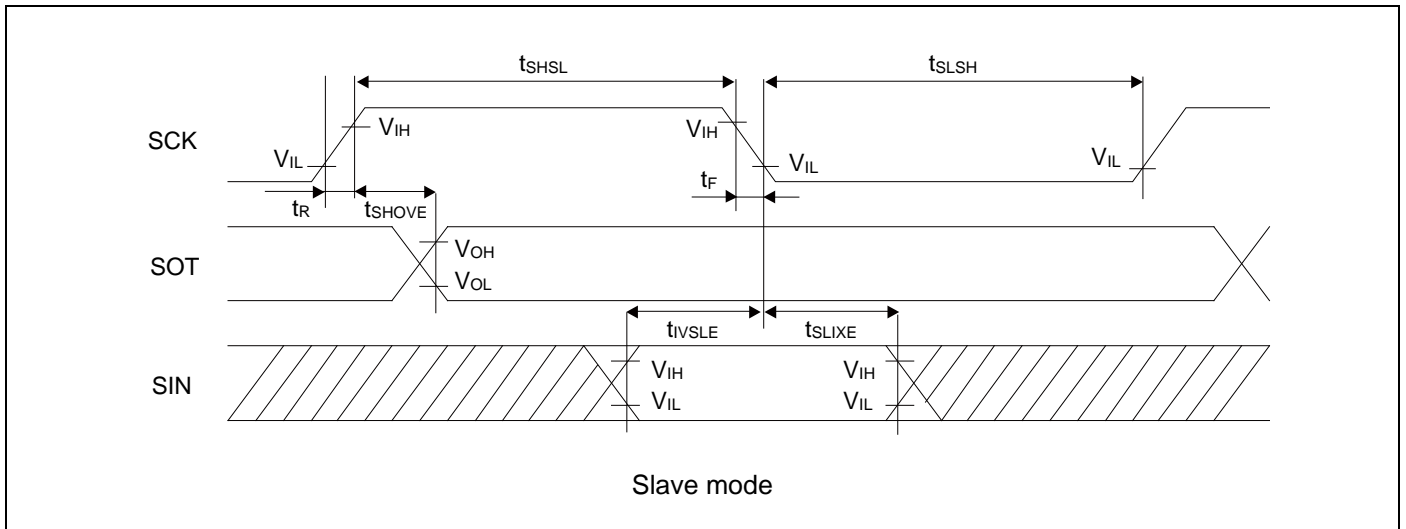 tSHSL
tSLSH
SCK
VIH
VIH
VIL
VIL
VIL
tF
tR
tSHOVE
SOT
VOH
VOL
tIVSLE
tSLIXE
SIN
VIH
VIH
VIL
VIL
Slave mode